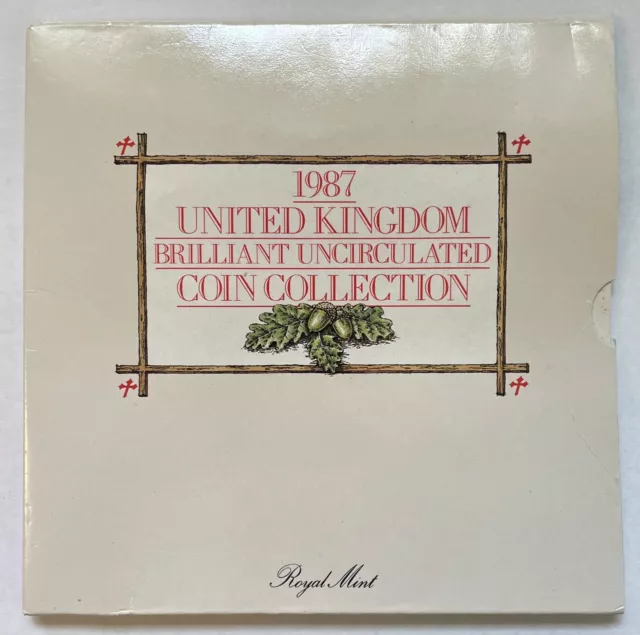 1987
UNITED KINGDOM
BRILLIANT UNCIRCULATED
COIN COLLECTION
Royal Mint